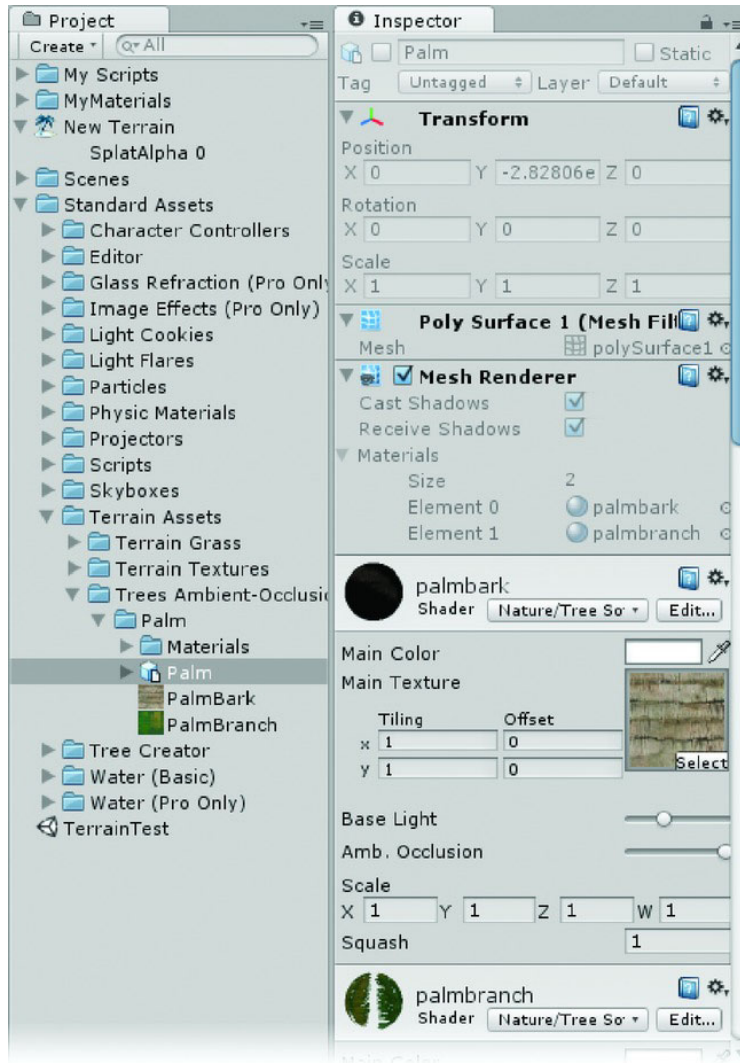 Project
Create
All
My Scripts
MyMaterials
New Terrain
SplatAlpha 0
Scenes
Standard Assets
Character Controllers
Editor
Glass Refraction (Pro Only
Image Effects (Pro Only)
Light Cookies
Light Flares
Particles
Physic Materials
Projectors
Scripts
Skyboxes
Terrain Assets
Terrain Grass
Terrain Textures
Trees Ambient-Occlusi
Palm
Materials
Palm
PalmBark
PalmBranch
Tree Creator
Water (Basic)
Water (Pro Only)
TerrainTest
Inspector
Palm Static
Tag Untagged Layer Default
Transform
Position
X 0 Y -2.82806e Z 0
Rotation
X 0 Y 0 Z 0
Scale
X 1 Y 1 Z 1
Poly Surface 1 (Mesh Filt
Mesh polySurface1
Mesh Renderer
Cast Shadows
Receive Shadows
Materials
Size 2
Element 0 palmbark
Element 1 palmbranch
palmbark
Shader Nature/Tree So Edit...
Main Color
Main Texture
Tiling Offset
x 1 0
y 1 0
Select
Base Light
Amb. Occlusion
Scale
X 1 Y 1 Z 1 W 1
Squash 1
palmbranch
Shader Nature/Tree So Edit...
Main Color